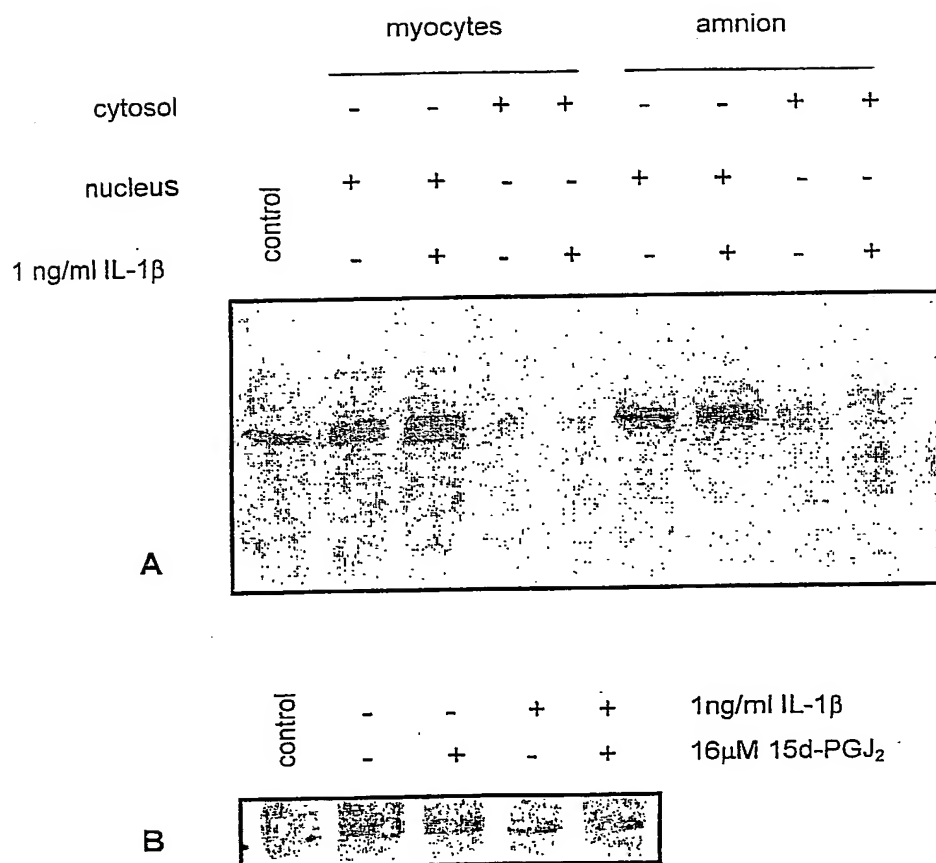 myocytes amnion
cytosol - - + + - - + +
nucleus + + - - + + - -
control
1 ng/ml IL-1β - + - + - + - +
A
control
- - + + 1ng/ml IL-1β
- + - + 16μM 15d-PGJ₂
B